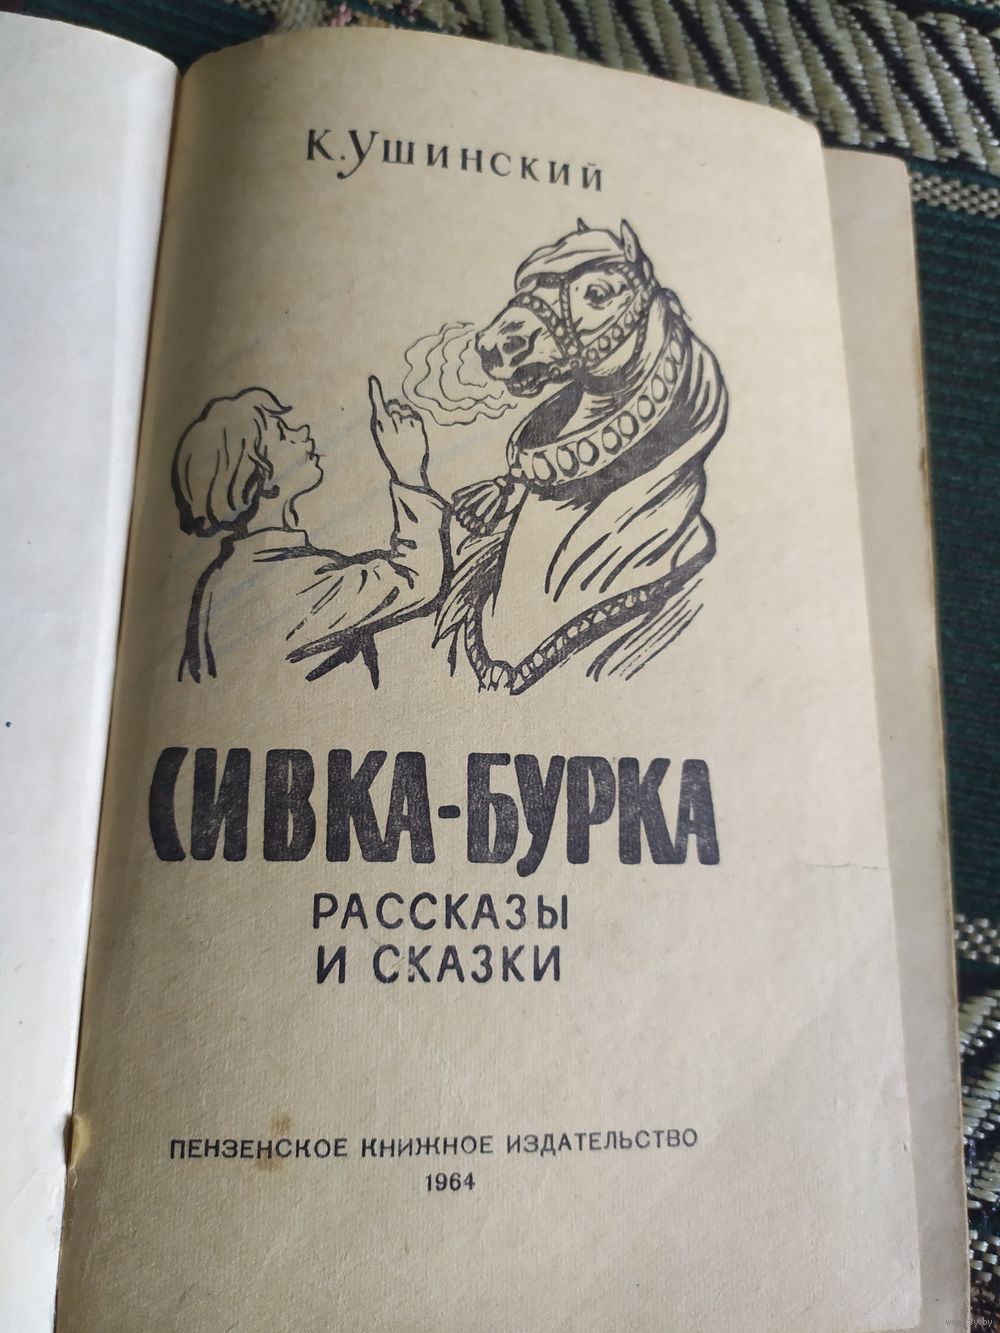 К. Ушинский
СИВКА-БУРКА
РАССКАЗЫ
И СКАЗКИ
ПЕНЗЕНСКОЕ КНИЖНОЕ ИЗДАТЕЛЬСТВО
1964